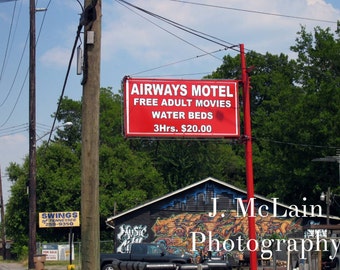 AIRWAYS MOTEL
FREE ADULT MOVIES
WATER BEDS
3Hrs. $20.00
SWINGS
J. McLain
Photography.